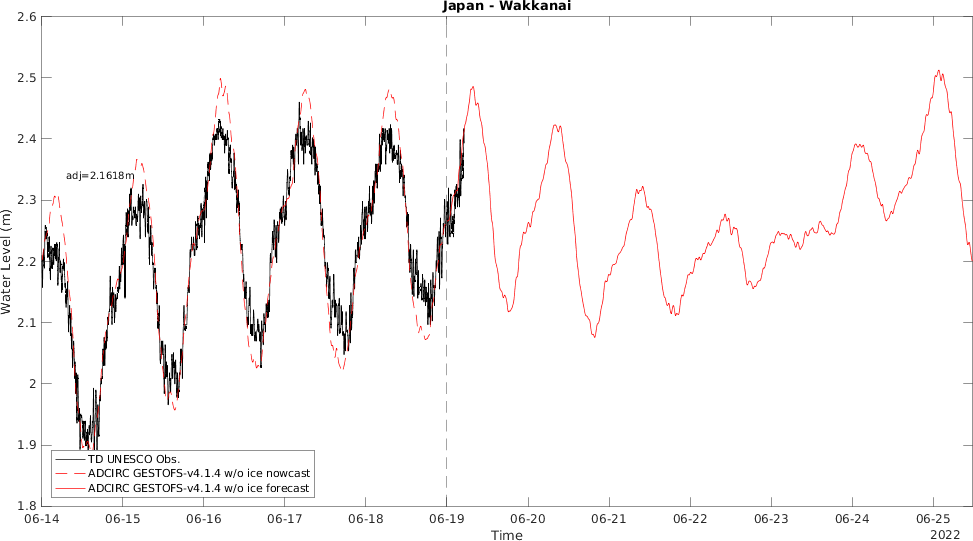 Japan - Wakkanai
2.6
2.5
2.4
2.3
2.2
2.1
2
1.9
1.8
Water Level (m)
adj=2.1618m
TD UNESCO Obs.
ADCIRC GESTOFS-v4.1.4 w/o ice nowcast
ADCIRC GESTOFS-v4.1.4 w/o ice forecast
06-14 06-15 06-16 06-17 06-18 06-19 06-20 06-21 06-22 06-23 06-24 06-25
2022
Time